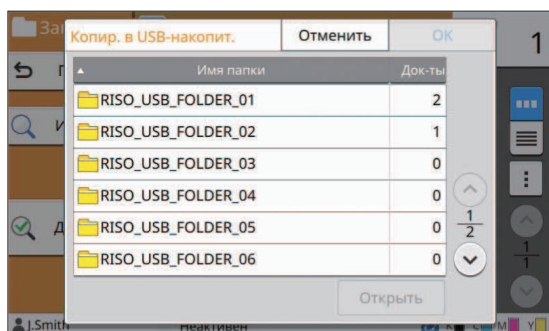 За
Копир. в USB-накопит.
Отменить
OK
1
Имя папки
Док-ты
RISO_USB_FOLDER_01
2
RISO_USB_FOLDER_02
1
RISO_USB_FOLDER_03
0
RISO_USB_FOLDER_04
0
RISO_USB_FOLDER_05
0
RISO_USB_FOLDER_06
0
1
2
1
1
Открыть
J.Smith
Неактивен
K
C
M
Y